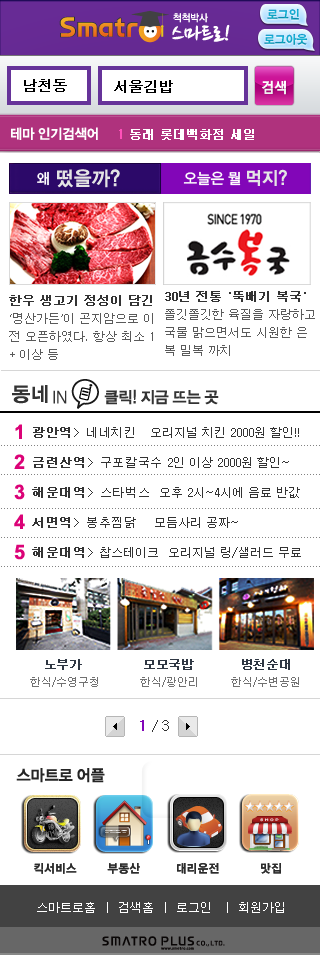 Smatro
척척박사
스마트로!
로그인
로그아웃
남천동
서울김밥
검색
테마 인기검색어 1 동래 롯데백화점 세일
왜 떴을까?
오늘은 뭘 먹지?
SINCE 1970
금수복국
한우 생고기 정성이 담긴
'명산가든'이 곤지암으로 이
전 오픈하였다. 항상 최소 1
+ 이상 등
30년 전통 '뚝배기 복국'
쫄깃쫄깃한 육질을 자랑하고
국물 맑으면서도 시원한 은
복 밀복 까치
동네 IN 클릭! 지금 뜨는 곳
1 광안역> 네네치킨 오리지널 치킨 2000원 할인!!
2 금련산역> 구포칼국수 2인 이상 2000원 할인~
3 해운대역> 스타벅스 오후 2시~4시에 음료 반값
4 서면역> 봉추찜닭 모듬사리 공짜~
5 해운대역> 찹스테이크 오리지널 링/샐러드 무료
노부가
한식/수영구청
모모국밥
한식/광안리
병천순대
한식/수변공원
1 / 3
스마트로 어플
SHOP
퀵서비스
부동산
대리운전
맛집
스마트로홈 | 검색홈 | 로그인 | 회원가입
SMATRO PLUS CO.,LTD.